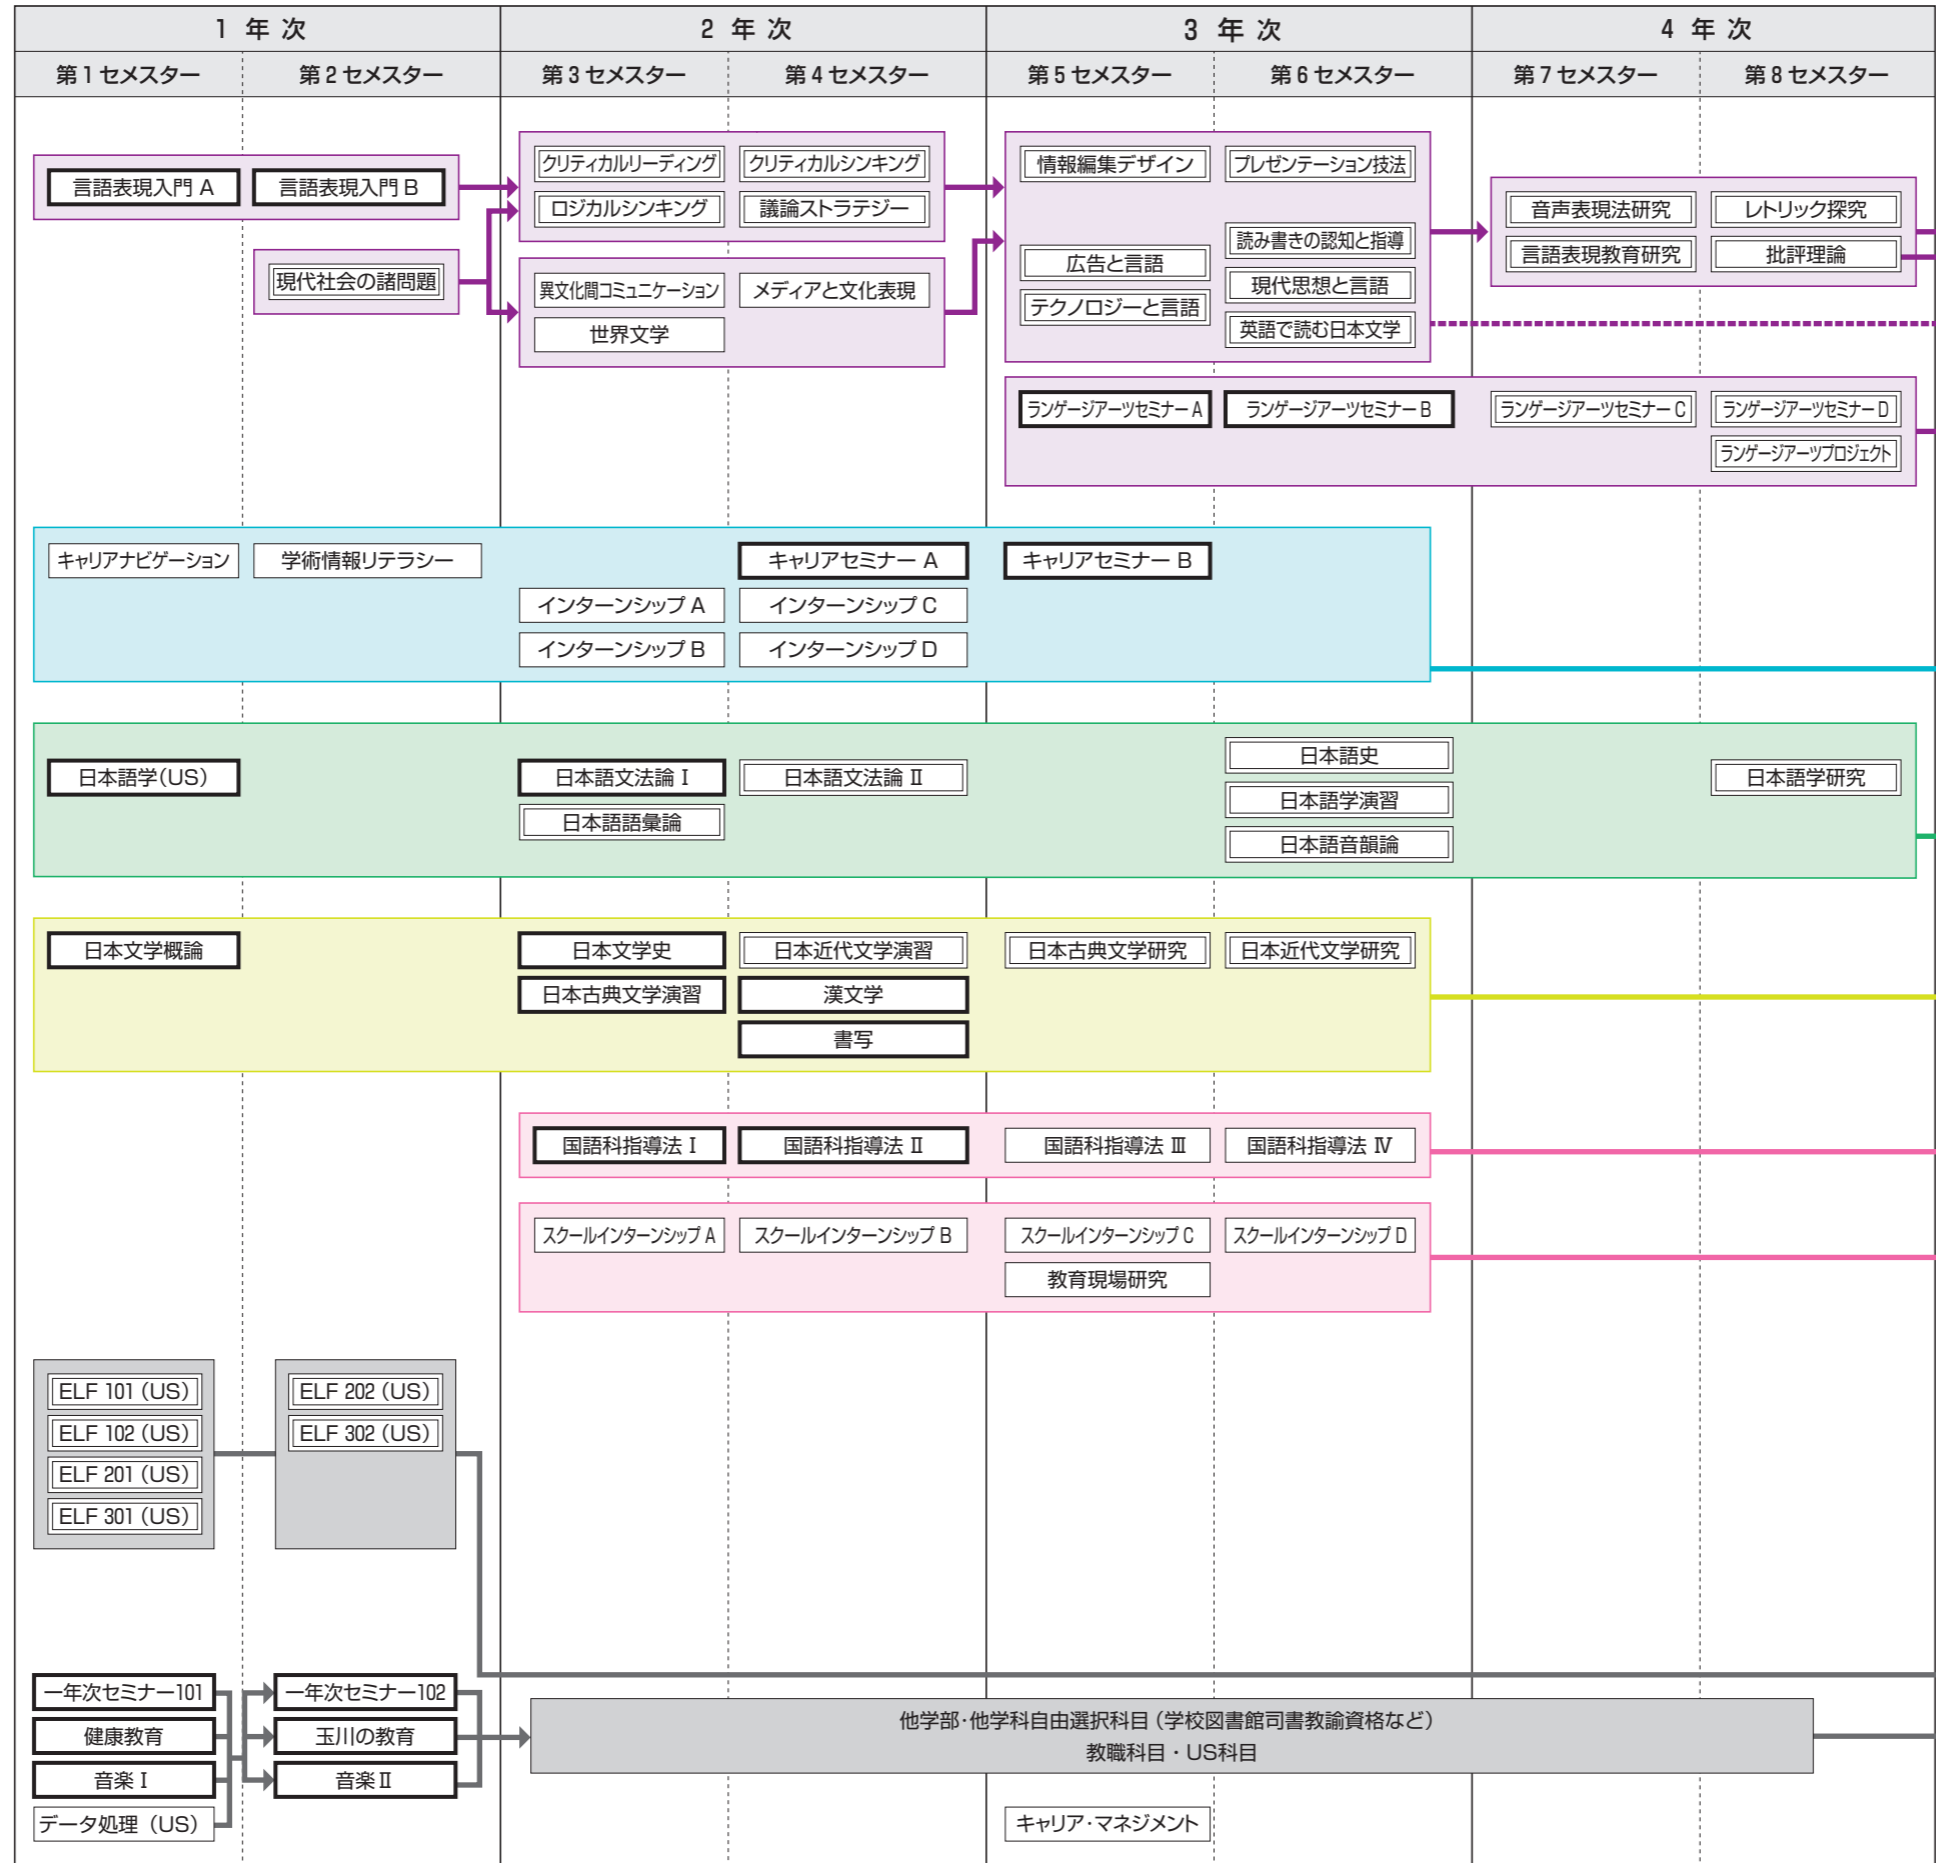 1 年 次
2 年 次
3 年 次
4 年 次
第1セメスター
第2セメスター
第3セメスター
第4セメスター
第5セメスター
第6セメスター
第7セメスター
第8セメスター
言語表現入門 A
言語表現入門 B
現代社会の諸問題
クリティカルリーディング
クリティカルシンキング
ロジカルシンキング
議論ストラテジー
異文化間コミュニケーション
メディアと文化表現
世界文学
情報編集デザイン
プレゼンテーション技法
読み書きの認知と指導
広告と言語
現代思想と言語
テクノロジーと言語
英語で読む日本文学
音声表現法研究
レトリック探究
言語表現教育研究
批評理論
ランゲージアーツセミナー A
ランゲージアーツセミナー B
ランゲージアーツセミナー C
ランゲージアーツセミナー D
ランゲージアーツプロジェクト
キャリアナビゲーション
学術情報リテラシー
キャリアセミナー A
キャリアセミナー B
インターンシップ A
インターンシップ C
インターンシップ B
インターンシップ D
日本語学(US)
日本語文法論 Ⅰ
日本語文法論 Ⅱ
日本語語彙論
日本語史
日本語学演習
日本語音韻論
日本語学研究
日本文学概論
日本文学史
日本近代文学演習
日本古典文学研究
日本近代文学研究
日本古典文学演習
漢文学
書写
国語科指導法 Ⅰ
国語科指導法 Ⅱ
国語科指導法 Ⅲ
国語科指導法 Ⅳ
スクールインターンシップ A
スクールインターンシップ B
スクールインターンシップ C
スクールインターンシップ D
教育現場研究
ELF 101 (US)
ELF 102 (US)
ELF 201 (US)
ELF 301 (US)
ELF 202 (US)
ELF 302 (US)
一年次セミナー101
一年次セミナー102
健康教育
玉川の教育
音楽 Ⅰ
音楽 Ⅱ
データ処理 (US)
他学部・他学科自由選択科目 (学校図書館司書教諭資格など)
教職科目・US科目
キャリア・マネジメント